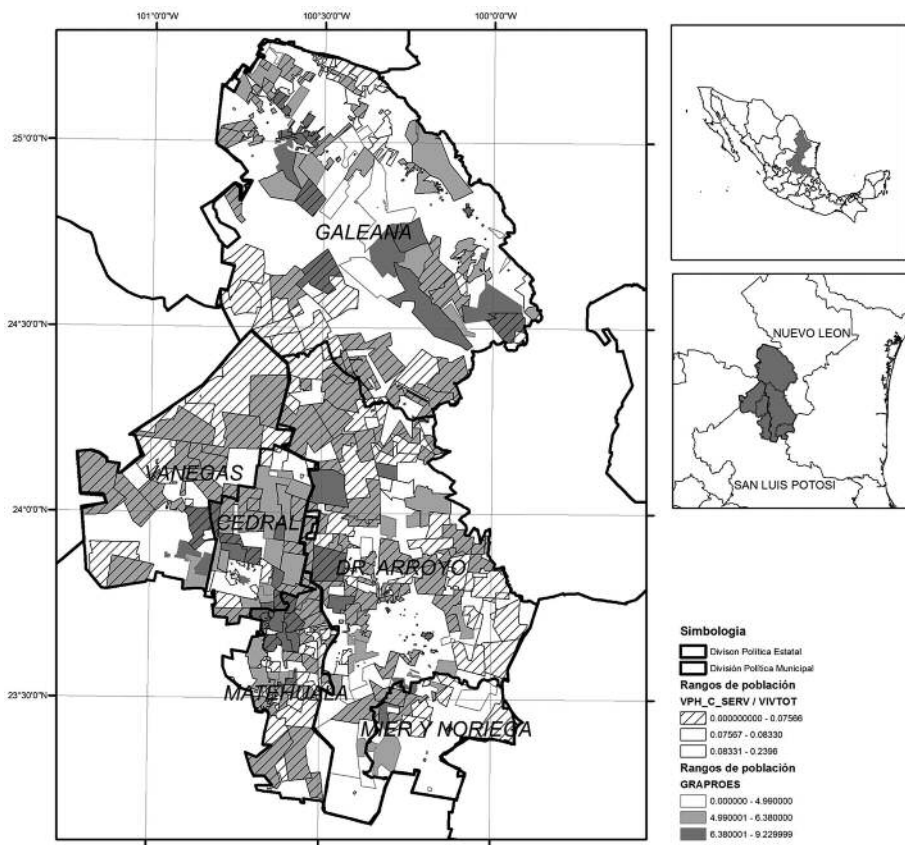 101°0'0"W
100°30'0"W
100°0'0"W
25°0'0"N
24°30'0"N
24°0'0"N
23°30'0"N
GALEANA
VANEGAS
CEDRAL
DR. ARROYO
MATEHUALA
MIER Y NORIEGA
NUEVO LEON
SAN LUIS POTOSI
Simbologia
Divison Política Estatal
División Política Municipal
Rangos de población
VPH_C_SERV / VIVTOT
0.000000000 - 0.07566
0.07567 - 0.08330
0.08331 - 0.2396
Rangos de población
GRAPROES
0.000000 - 4.990000
4.990001 - 6.380000
6.380001 - 9.229999